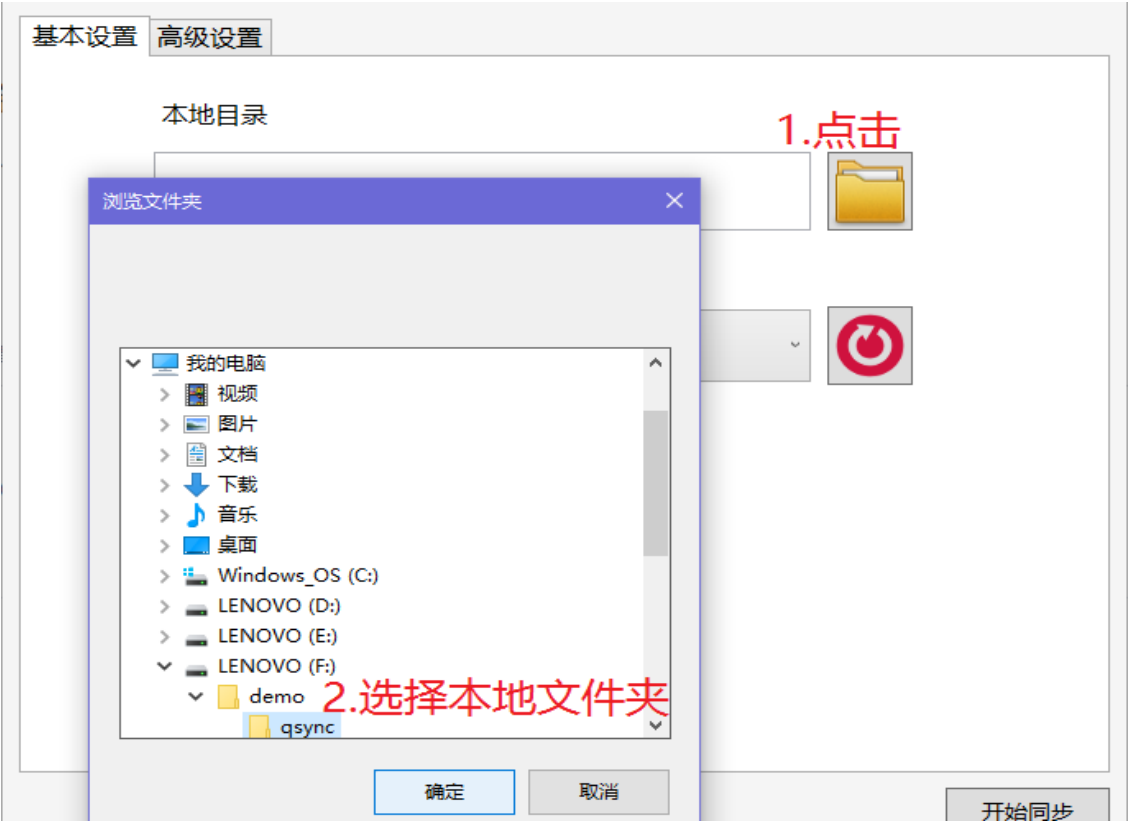 基本设置
高级设置
本地目录
1.点击
浏览文件夹
我的电脑
视频
图片
文档
下载
音乐
桌面
Windows_OS (C:)
LENOVO (D:)
LENOVO (E:)
LENOVO (F:)
demo
2.选择本地文件夹
qsync
确定
取消
开始同步